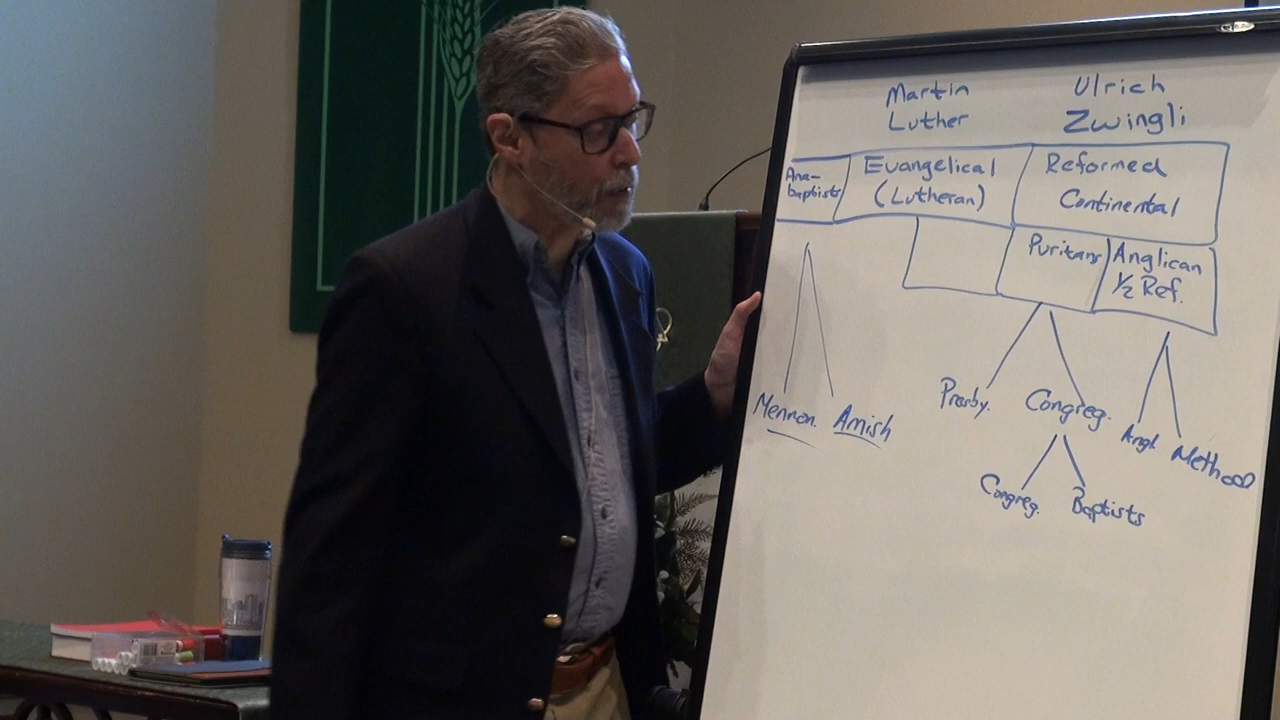 Martin
Luther
Ulrich
Zwingli
Ana-
baptists
Evangelical
(Lutheran)
Reformed
Continental
Puritans
Anglican
½ Ref.
Mennon.
Amish
Presby.
Congreg.
Angl.
Method
Congreg.
Baptists